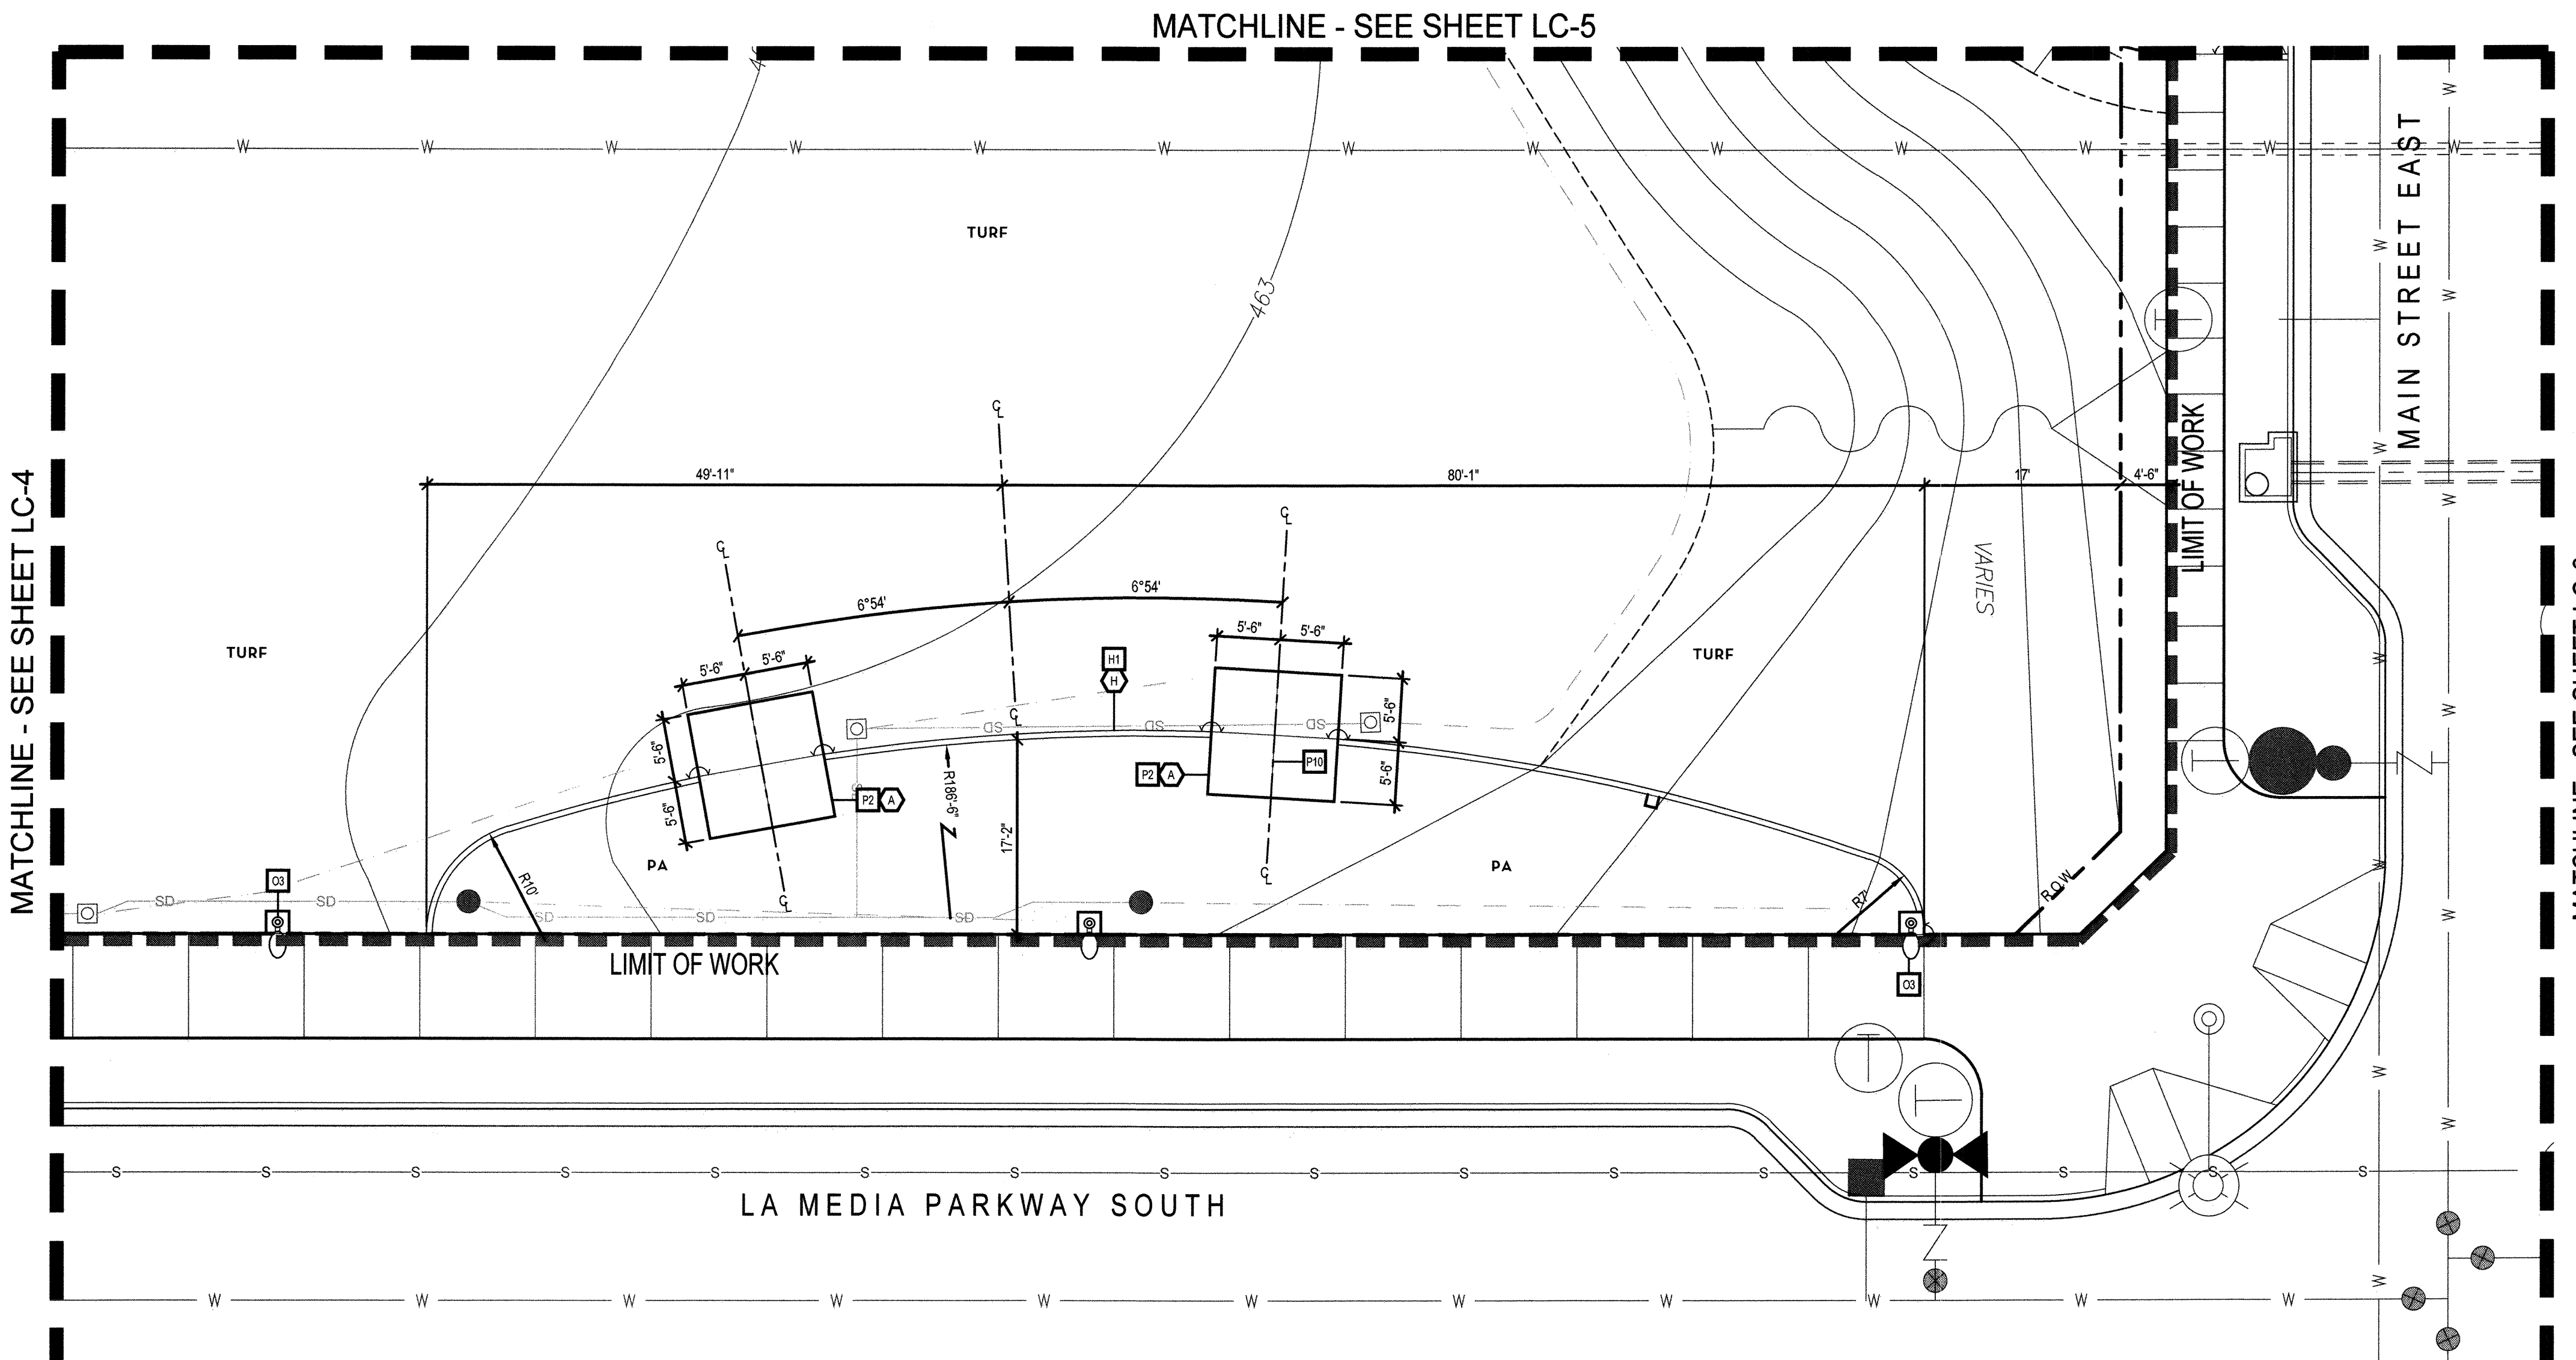 MATCHLINE - SEE SHEET LC-5
W W W W W W W W W W W W W
TURF
MAIN STREET EAST
463
MATCHLINE - SEE SHEET LC-4
49'-11"
80'-1"
17'
4'-6"
LIMIT OF WORK
VARIES
6°54'
6°54'
TURF
TURF
5'-6" 5'-6"
5'-6" 5'-6"
H1
H
SD SD SD
5'-6"
5'-6"
5'-6"
5'-6"
P10
P2 A
P2 A
R186'-6"
17'-2"
PA
PA
R10'
R7'
ROW
O3
SD SD SD SD SD
O3
LIMIT OF WORK
S S S S S S S S S S S S S S S S
LA MEDIA PARKWAY SOUTH
W W W W W W W W W W W